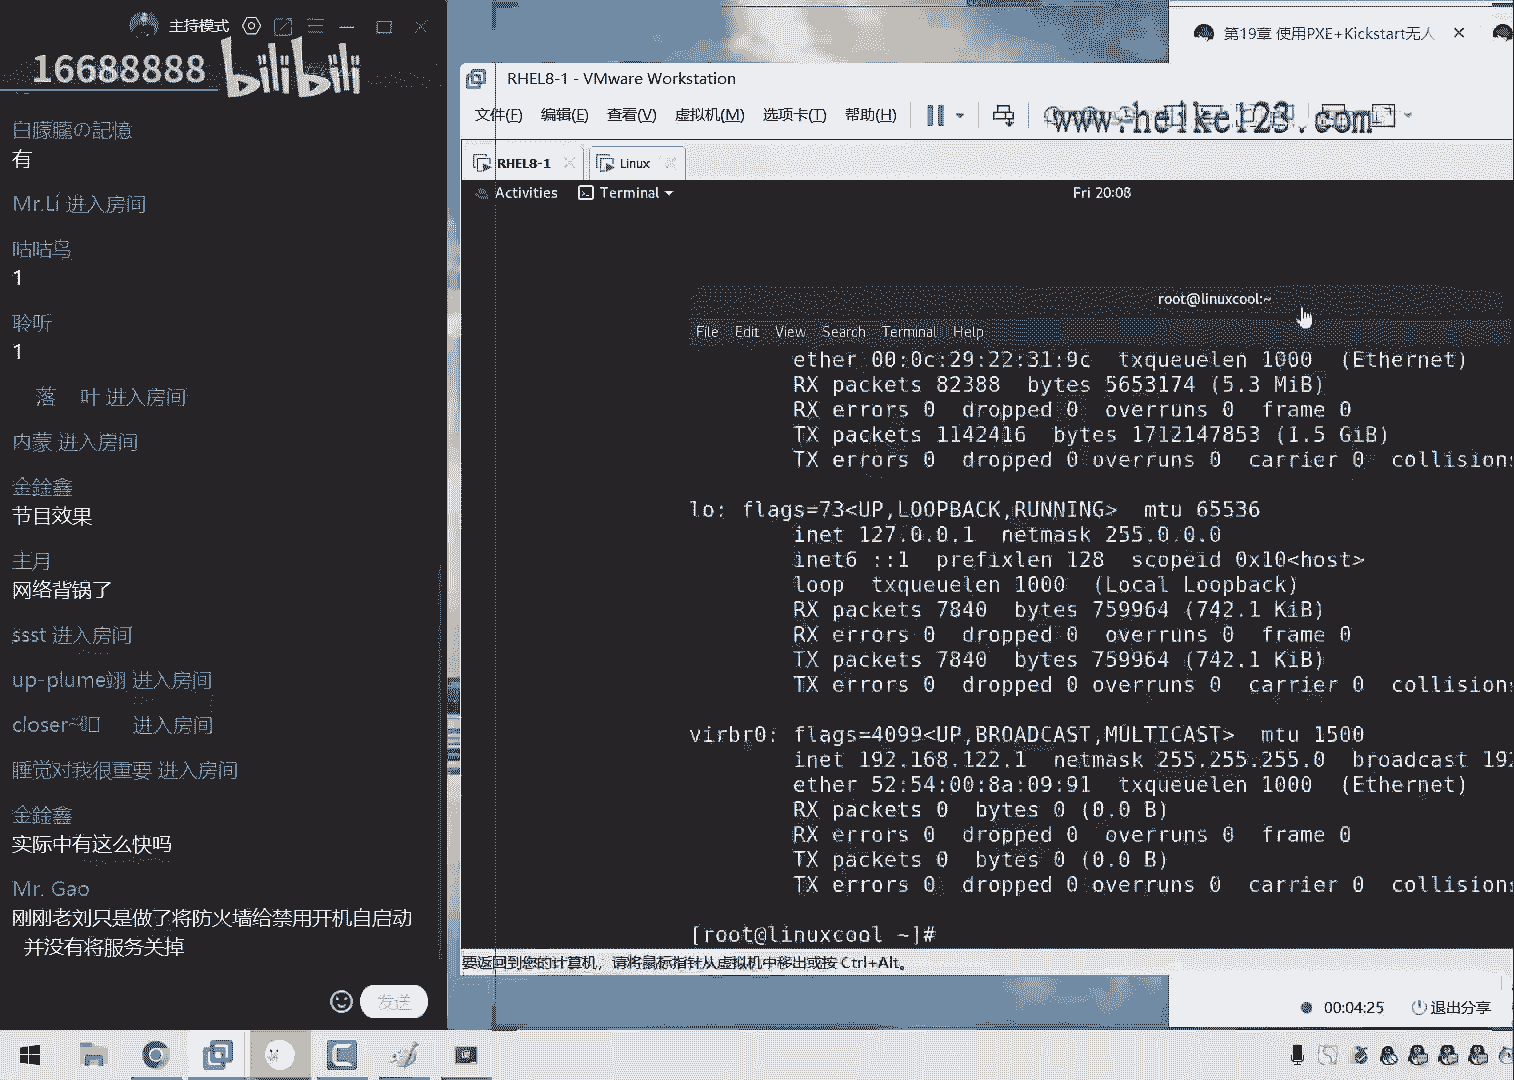 主持模式
16688888 bilibili
白朦朧の記憶
有
Mr.Lí 进入房间
咕咕鸟
1
聆听
1
落 叶 进入房间
内蒙 进入房间
金鍂鑫
节目效果
主月
网络背锅了
ssst 进入房间
up-plume翊 进入房间
进入房间
睡觉对我很重要 进入房间
金鍂鑫
实际中有这么快吗
Mr. Gao
刚刚老刘只是做了将防火墙给禁用开机自启动
并没有将服务关掉
发送
第19章 使用PXE+Kickstart无人
RHEL8-1 - VMware Workstation
文件(F) 编辑(E) 查看(V) 虚拟机(M) 选项卡(T) 帮助(H)
www.heike123.com
RHEL8-1 Linux
Activities Terminal Fri 20:08
root@linuxcool:~
File Edit View Search Terminal Help
ether 00:0c:29:22:31:9c txqueuelen 1000 (Ethernet)
RX packets 82388 bytes 5653174 (5.3 MiB)
RX errors 0 dropped 0 overruns 0 frame 0
TX packets 1142416 bytes 1712147853 (1.5 GiB)
TX errors 0 dropped 0 overruns 0 carrier 0 collision
lo: flags=73<UP,LOOPBACK,RUNNING> mtu 65536
inet 127.0.0.1 netmask 255.0.0.0
inet6 ::1 prefixlen 128 scopeid 0x10<host>
loop txqueuelen 1000 (Local Loopback)
RX packets 7840 bytes 759964 (742.1 KiB)
RX errors 0 dropped 0 overruns 0 frame 0
TX packets 7840 bytes 759964 (742.1 KiB)
TX errors 0 dropped 0 overruns 0 carrier 0 collision
virbr0: flags=4099<UP,BROADCAST,MULTICAST> mtu 1500
inet 192.168.122.1 netmask 255.255.255.0 broadcast 192
ether 52:54:00:8a:09:91 txqueuelen 1000 (Ethernet)
RX packets 0 bytes 0 (0.0 B)
RX errors 0 dropped 0 overruns 0 frame 0
TX packets 0 bytes 0 (0.0 B)
TX errors 0 dropped 0 overruns 0 carrier 0 collision
[root@linuxcool ~]#
要返回到您的计算机，请将鼠标指针从虚拟机中移出或按 Ctrl+Alt。
00:04:25 退出分享